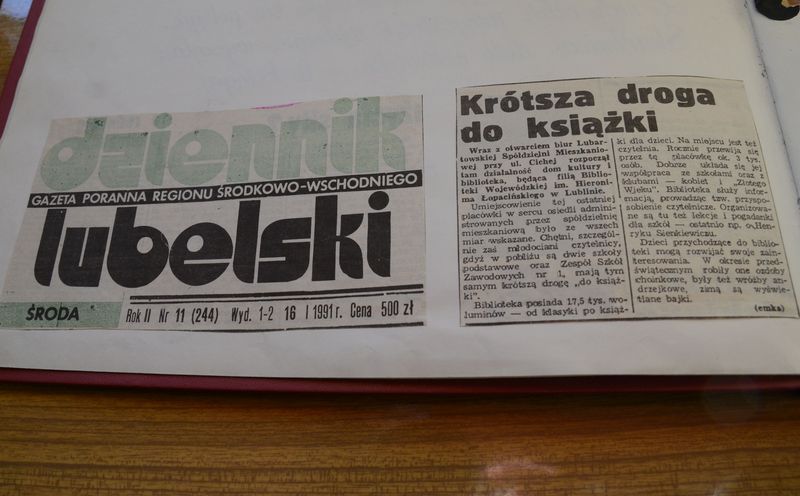 dziennik
GAZETA PORANNA REGIONU ŚRODKOWO-WSCHODNIEGO
lubelski
ŚRODA
Rok II Nr 11 (244) Wyd. 1-2 16 I 1991 r. Cena 500 zł
Krótsza droga
do książki
Wraz z otwarciem biur Lubar-
towskiej Spółdzielni Mieszkanio-
wej przy ul. Cichej rozpoczął
tam działalność dom kultury i
biblioteka, będąca filią Biblio-
teki Wojewódzkiej im. Hieroni-
ma Łopacińskiego w Lublinie.
Umiejscowienie tej ostatniej
placówki w sercu osiedli admini-
strowanych przez spółdzielnię
mieszkaniową było ze wszech
miar wskazane. Chętni, szczegól-
nie zaś młodociani czytelnicy,
gdyż w pobliżu są dwie szkoły
podstawowe oraz Zespół Szkół
Zawodowych nr 1, mają tym
samym krótszą drogę „do książ-
ki".
Biblioteka posiada 17,5 tys. wo-
luminów — od klasyki po książ-
ki dla dzieci. Na miejscu jest też
czytelnia. Rocznie przewija się
przez tę placówkę ok. 3 tys.
osób. Dobrze układa się jej
współpraca ze szkołami oraz z
klubami — kobiet i „Złotego
Wieku". Biblioteka służy infor-
macją, prowadząc tzw. przyspo-
sobienie czytelnicze. Organizowa-
ne są tu też lekcje i pogadanki
dla szkół — ostatnio np. o Hen-
ryku Sienkiewiczu.
Dzieci przychodzące do biblio-
teki mogą rozwijać swoje zain-
teresowania. W okresie przed-
świątecznym robiły one ozdoby
choinkowe, były też wróżby an-
drzejkowe, zimą są wyświe-
tlane bajki.
(emka)